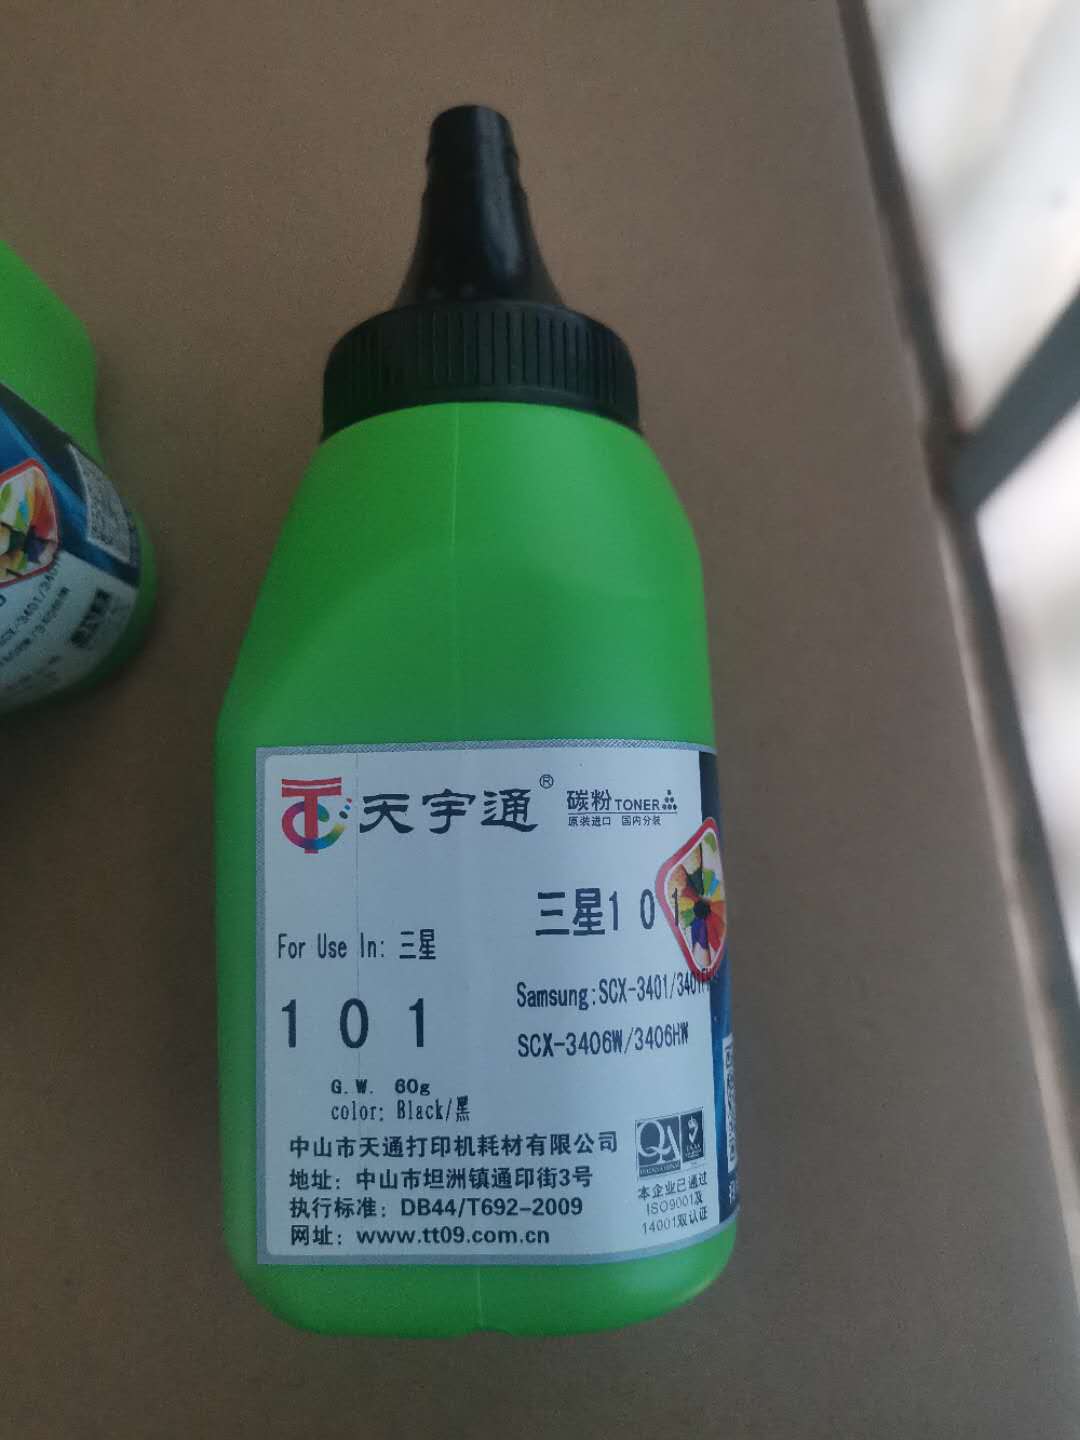 天宇通®
碳粉 TONER
原装进口 国内分装
三星101
For Use In: 三星
101
Samsung:SCX-3401/3401
SCX-3406W/3406HW
G.W. 60g
color: Black/黑
中山市天通打印机耗材有限公司
地址：中山市坦洲镇通印街3号
执行标准：DB44/T692-2009
网址：www.tt09.com.cn
QA
本企业已通过
ISO9001及
14001双认证